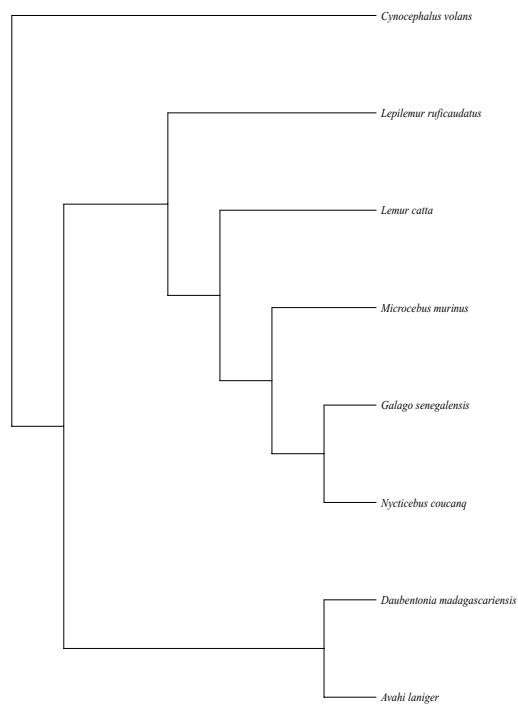 Cynocephalus volans
Lepilemur ruficaudatus
Lemur catta
Microcebus murinus
Galago senegalensis
Nycticebus coucanq
Daubentonia madagascariensis
Avahi laniger